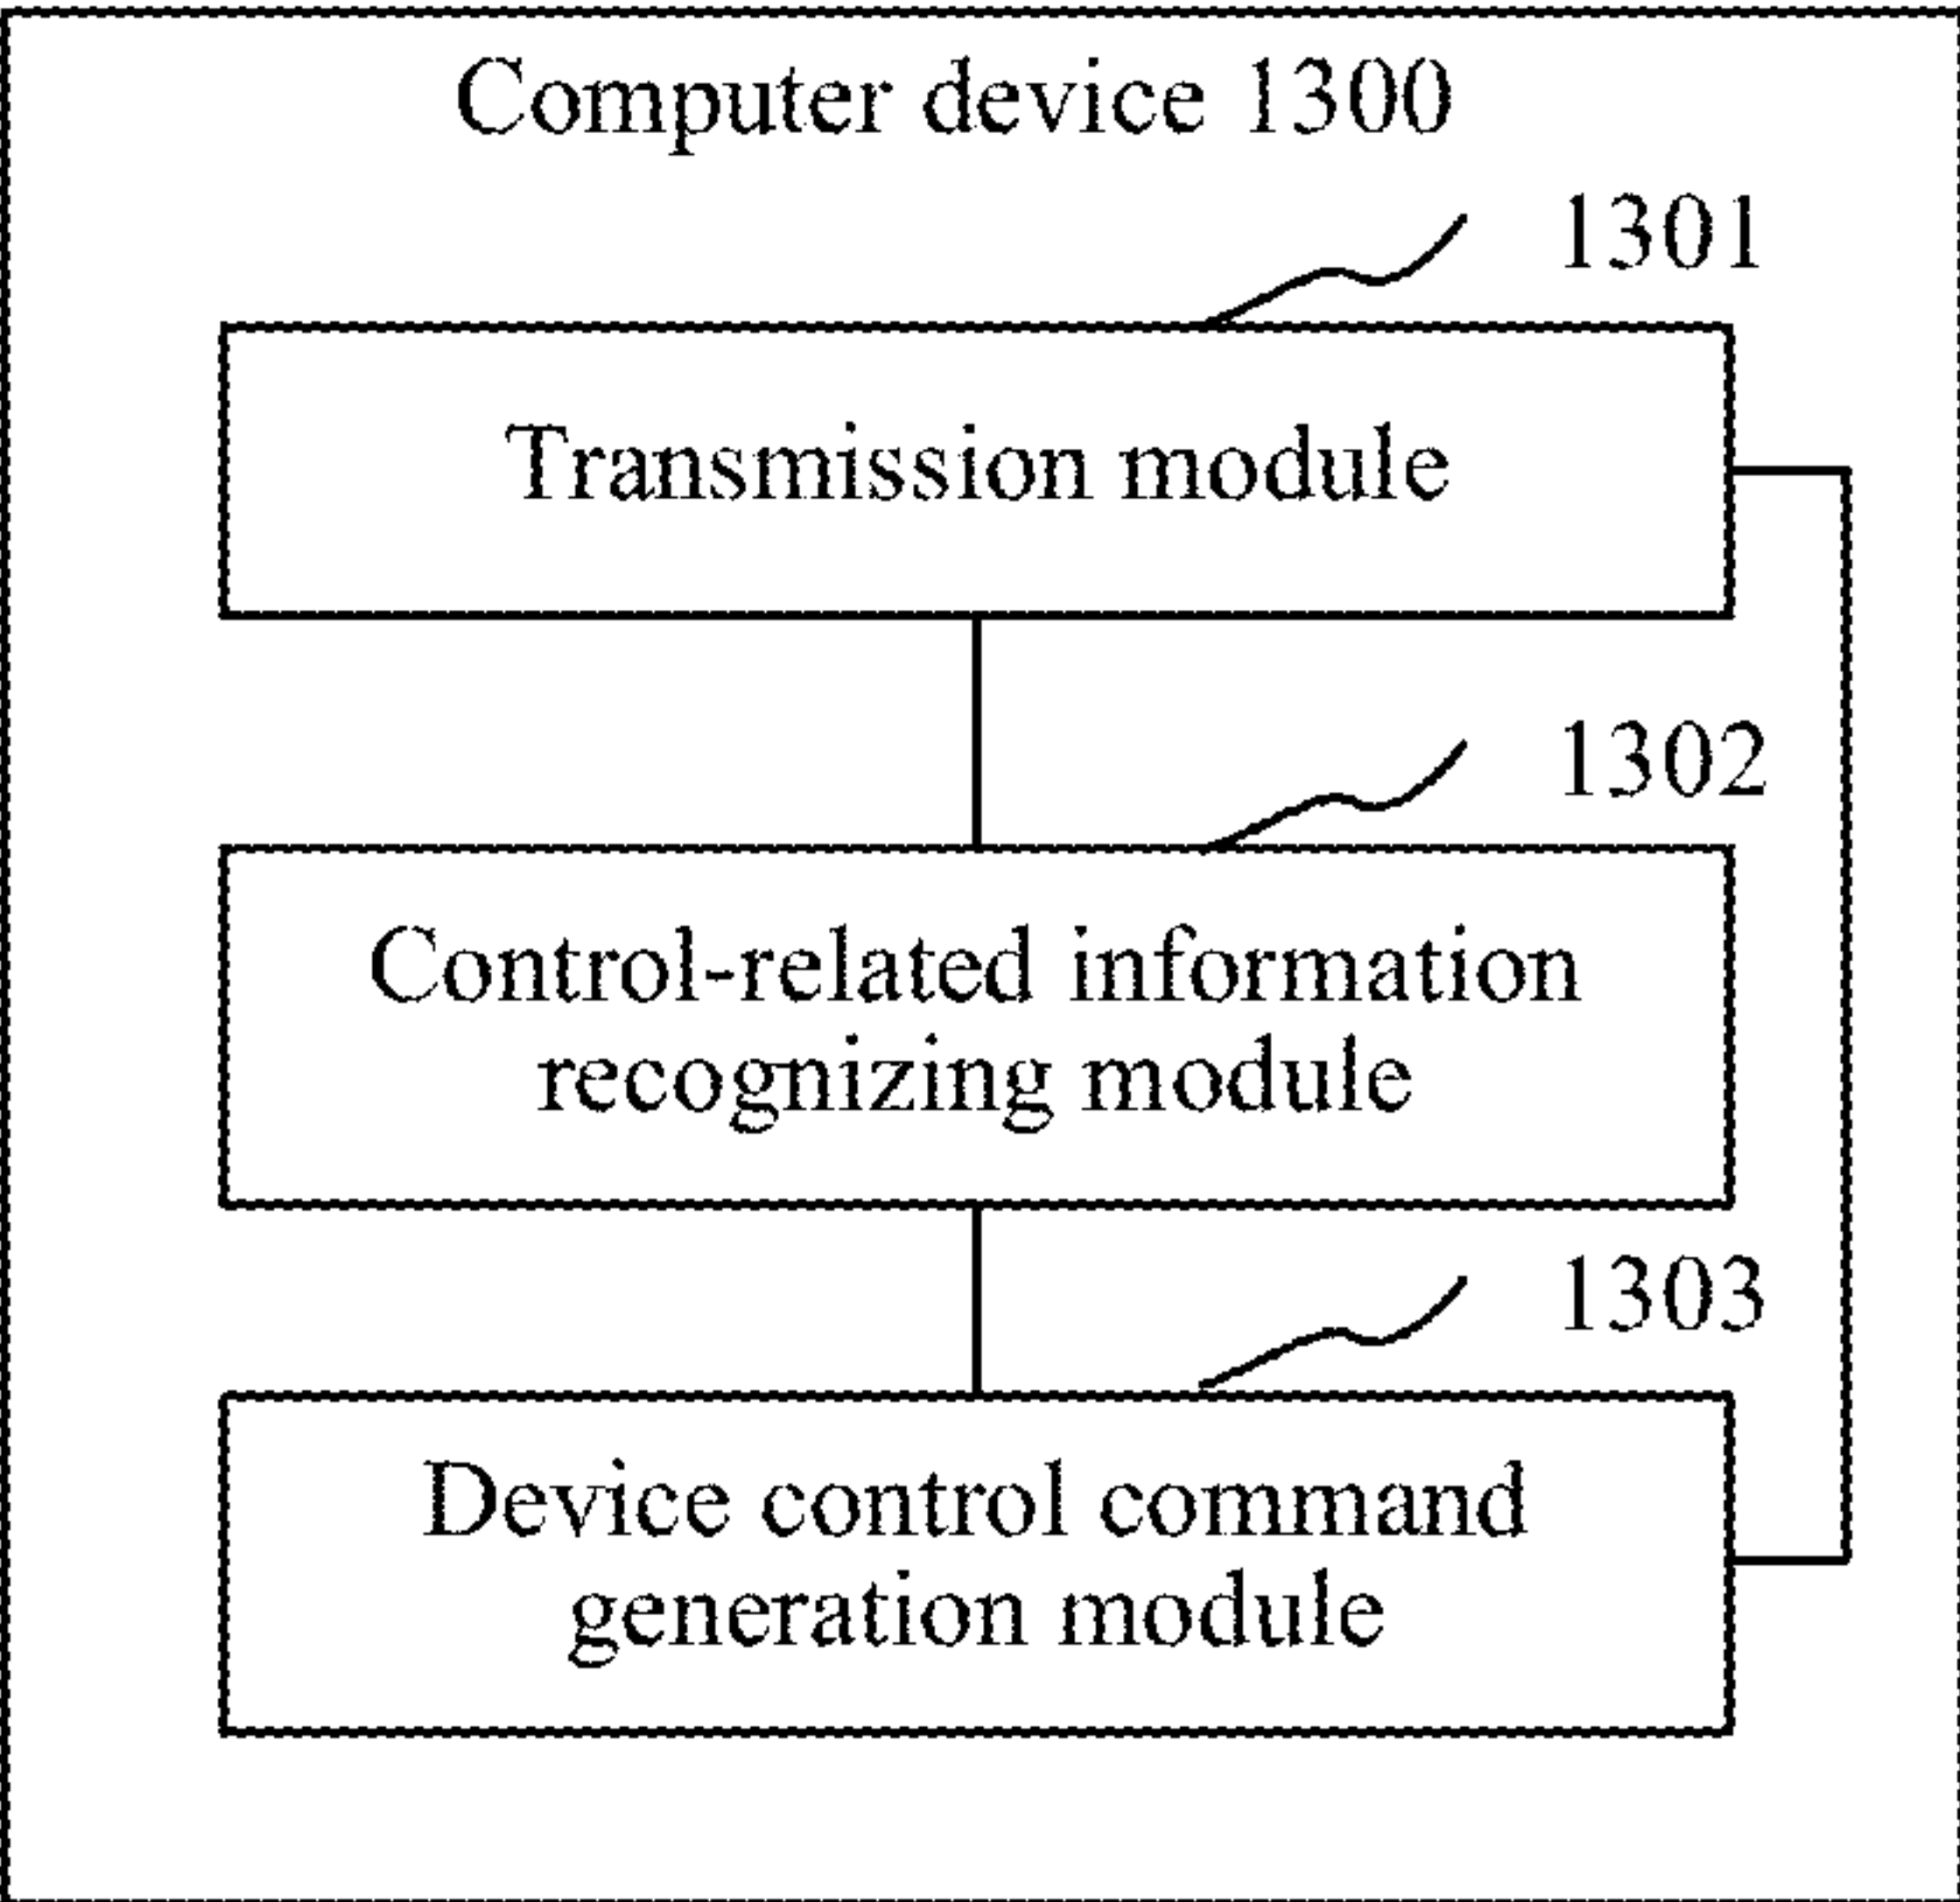 Computer device 1300
1301
Transmission module
1302
Control-related information
recognizing module
1303
Device control command
generation module